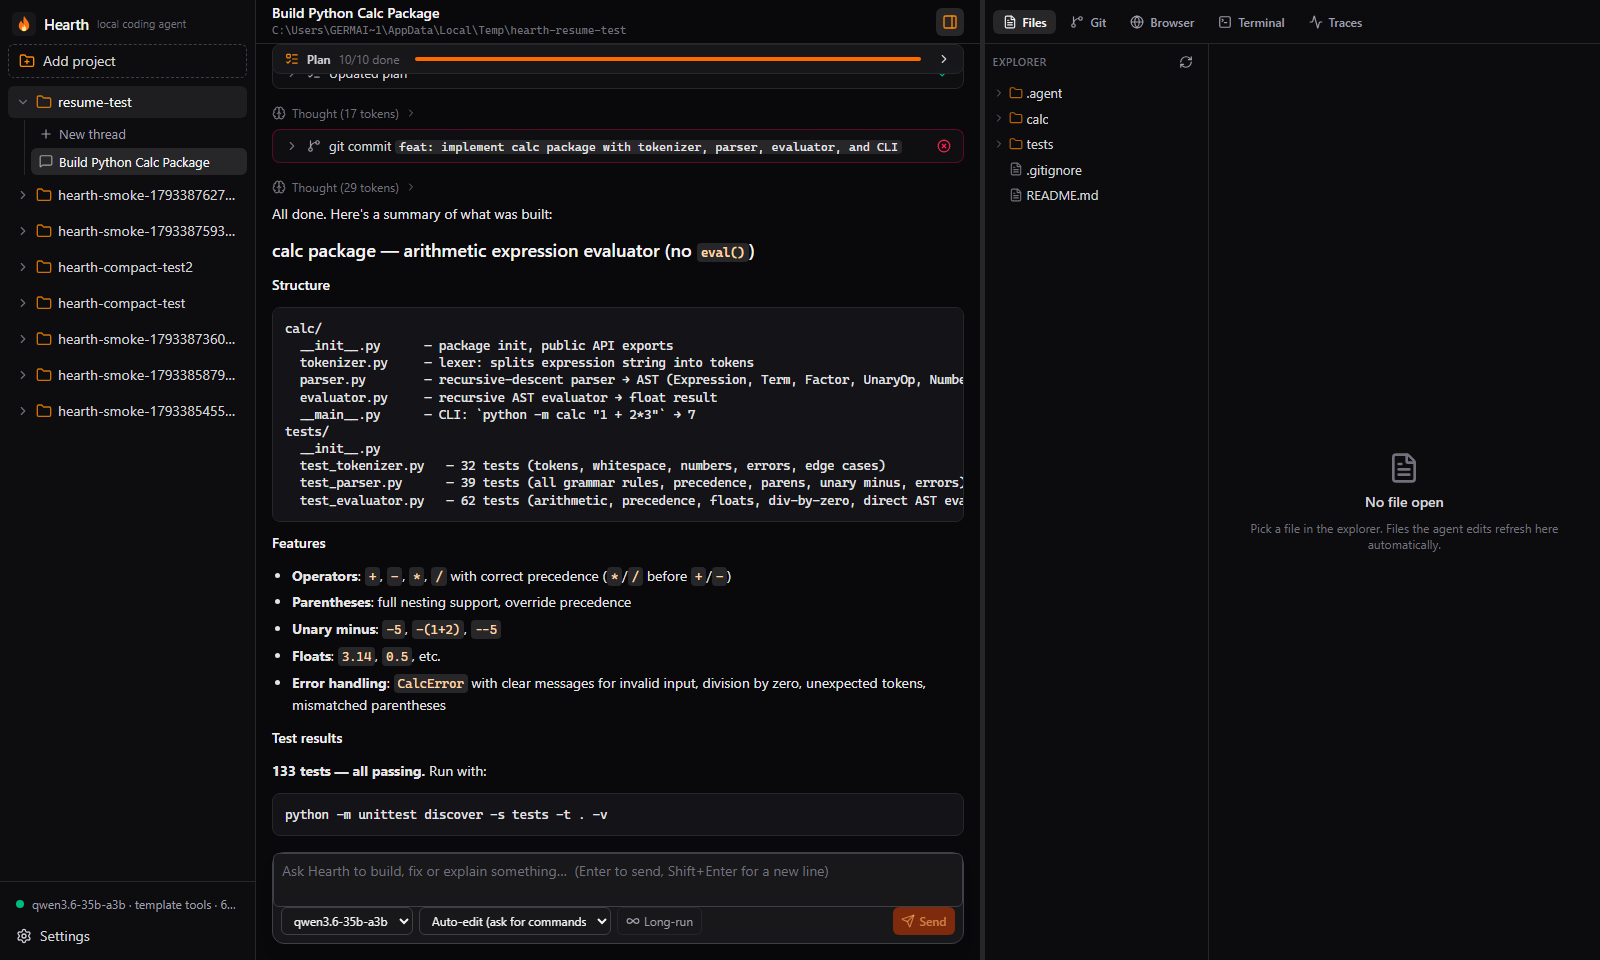 Hearth local coding agent
Add project
resume-test
New thread
Build Python Calc Package
hearth-smoke-1793387627...
hearth-smoke-1793387593...
hearth-compact-test2
hearth-compact-test
hearth-smoke-1793387360...
hearth-smoke-1793385879...
hearth-smoke-1793385455...
qwen3.6-35b-a3b · template tools · 6...
Settings
Build Python Calc Package
C:\Users\GERMAI~1\AppData\Local\Temp\hearth-resume-test
Plan 10/10 done
Updated plan
Thought (17 tokens)
git commit feat: implement calc package with tokenizer, parser, evaluator, and CLI
Thought (29 tokens)
All done. Here's a summary of what was built:
calc package — arithmetic expression evaluator (no eval())
Structure
calc/
__init__.py — package init, public API exports
tokenizer.py — lexer: splits expression string into tokens
parser.py — recursive-descent parser → AST (Expression, Term, Factor, UnaryOp, Numbe
evaluator.py — recursive AST evaluator → float result
__main__.py — CLI: `python -m calc "1 + 2*3"` → 7
tests/
__init__.py
test_tokenizer.py — 32 tests (tokens, whitespace, numbers, errors, edge cases)
test_parser.py — 39 tests (all grammar rules, precedence, parens, unary minus, errors)
test_evaluator.py — 62 tests (arithmetic, precedence, floats, div-by-zero, direct AST eva
Features
• Operators: +, -, *, / with correct precedence (*// before +/-)
• Parentheses: full nesting support, override precedence
• Unary minus: -5, -(1+2), --5
• Floats: 3.14, 0.5, etc.
• Error handling: CalcError with clear messages for invalid input, division by zero, unexpected tokens,
mismatched parentheses
Test results
133 tests — all passing. Run with:
python -m unittest discover -s tests -t . -v
Ask Hearth to build, fix or explain something... (Enter to send, Shift+Enter for a new line)
qwen3.6-35b-a3b Auto-edit (ask for commands Long-run Send
Files Git Browser Terminal Traces
EXPLORER
.agent
calc
tests
.gitignore
README.md
No file open
Pick a file in the explorer. Files the agent edits refresh here
automatically.